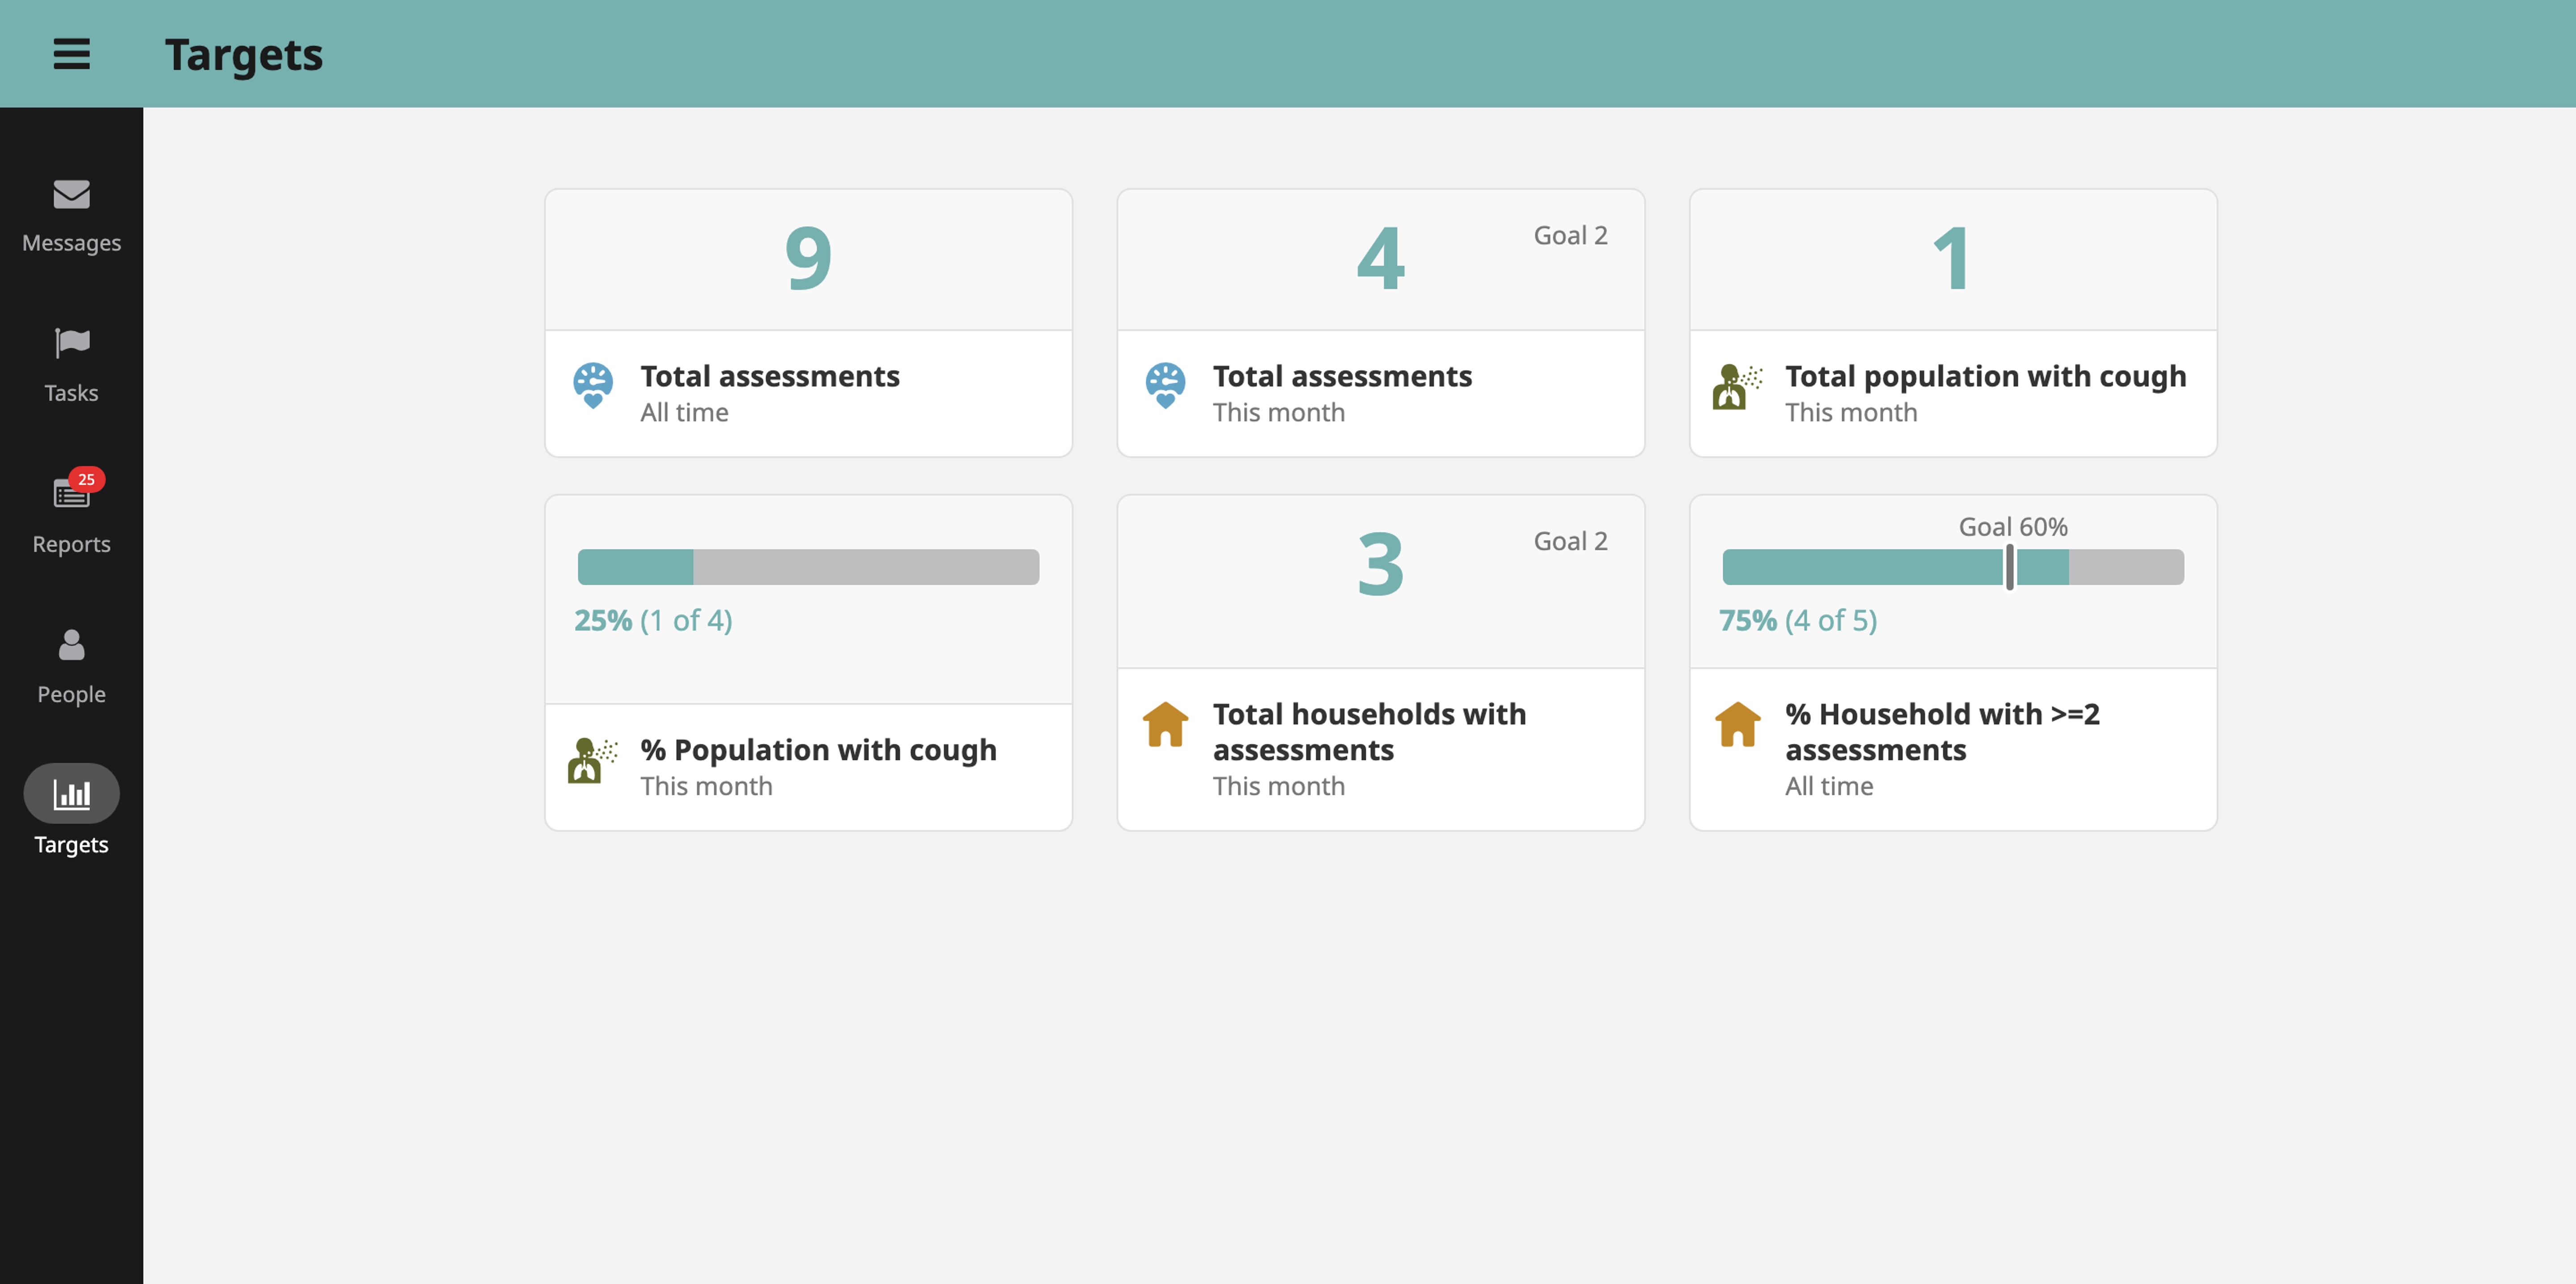 Targets
Messages
Tasks
25
Reports
People
Targets
9
Total assessments
All time
4
Goal 2
Total assessments
This month
1
Total population with cough
This month
25% (1 of 4)
% Population with cough
This month
3
Goal 2
Total households with
assessments
This month
Goal 60%
75% (4 of 5)
% Household with >=2
assessments
All time